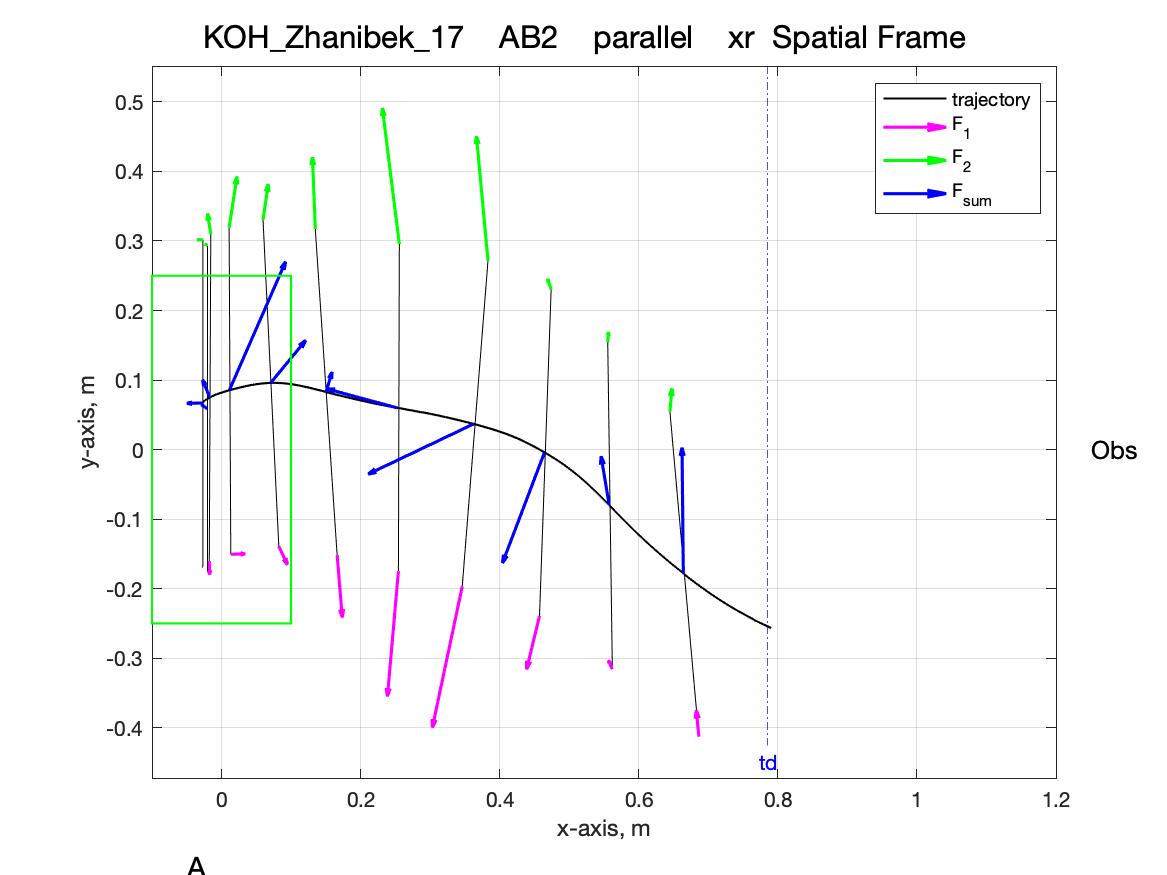 KOH_Zhanibek_17 AB2 parallel xr Spatial Frame
trajectory
F1
F2
Fsum
0.5
0.4
0.3
0.2
0.1
0
-0.1
-0.2
-0.3
-0.4
y-axis, m
Obs
td
0 0.2 0.4 0.6 0.8 1 1.2
x-axis, m
A